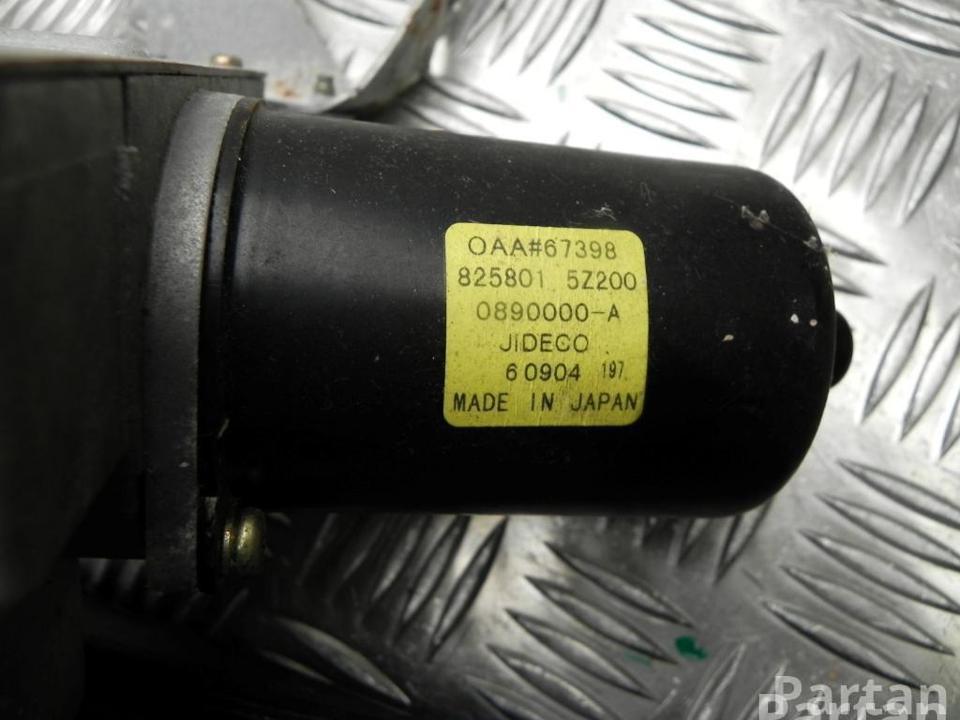 OAA#67398
825801 5Z200
0890000-A
JIDECO
60904 197
MADE IN JAPAN
Partan